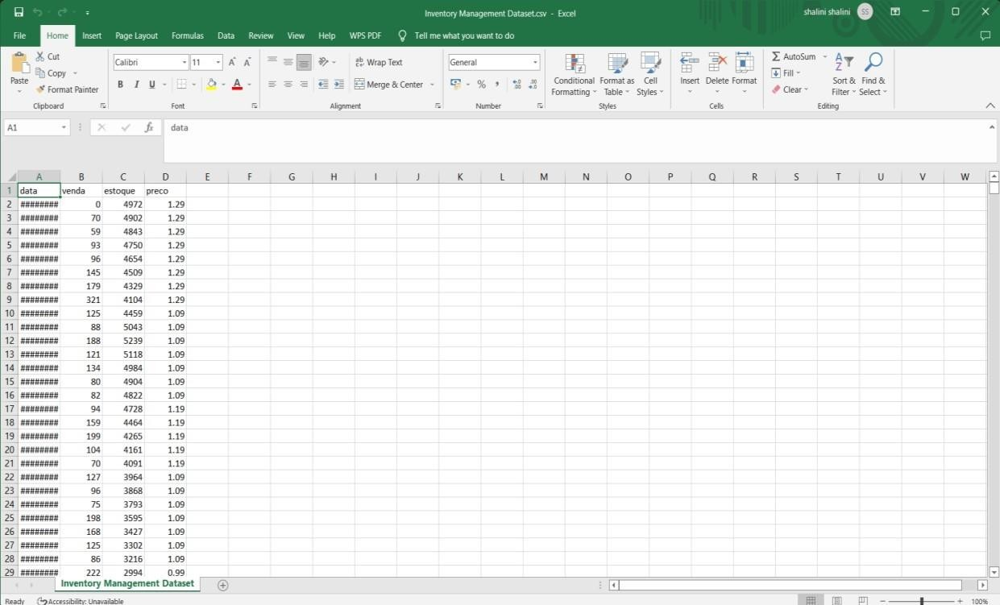 Inventory Management Dataset.csv - Excel
shalini shalini SS
File Home Insert Page Layout Formulas Data Review View Help WPS PDF Tell me what you want to do
Paste
Cut
Copy
Format Painter
Clipboard
Calibri 11 A A
B I U A
Font
ab Wrap Text
Merge & Center
Alignment
General
% ,
Number
Conditional Formatting
Format as Table
Cell Styles
Styles
Insert Delete Format
Cells
AutoSum
Fill
Clear
Sort & Filter
Find & Select
Editing
A1 fx data
A B C D E F G H I J K L M N O P Q R S T U V W
1 data venda estoque preco
2 ######## 0 4972 1.29
3 ######## 70 4902 1.29
4 ######## 59 4843 1.29
5 ######## 93 4750 1.29
6 ######## 96 4654 1.29
7 ######## 145 4509 1.29
8 ######## 179 4329 1.29
9 ######## 321 4104 1.29
10 ######## 125 4459 1.09
11 ######## 88 5043 1.09
12 ######## 188 5239 1.09
13 ######## 121 5118 1.09
14 ######## 134 4984 1.09
15 ######## 80 4904 1.09
16 ######## 82 4822 1.09
17 ######## 94 4728 1.19
18 ######## 159 4464 1.19
19 ######## 199 4265 1.19
20 ######## 104 4161 1.19
21 ######## 70 4091 1.19
22 ######## 127 3964 1.09
23 ######## 96 3868 1.09
24 ######## 75 3793 1.09
25 ######## 198 3595 1.09
26 ######## 168 3427 1.09
27 ######## 125 3302 1.09
28 ######## 86 3216 1.09
29 ######## 222 2994 0.99
Inventory Management Dataset
Ready Accessibility: Unavailable 100%